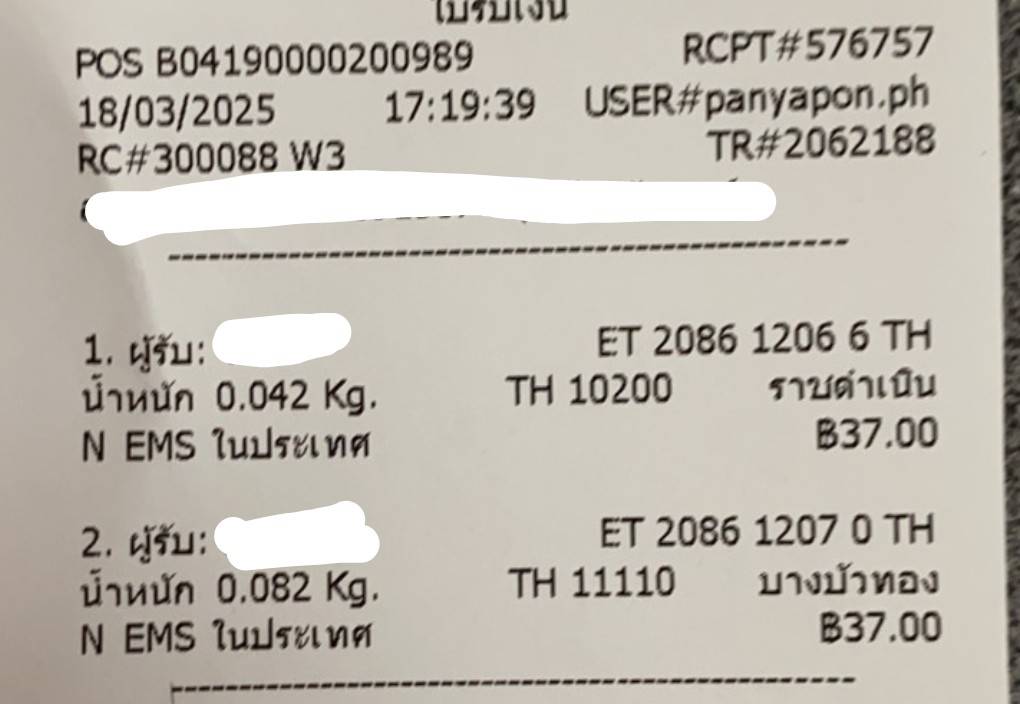 ใบรับเงิน
POS B04190000200989 RCPT#576757
18/03/2025 17:19:39 USER#panyapon.ph
RC#300088 W3 TR#2062188
1. ผู้รับ: ET 2086 1206 6 TH
น้ำหนัก 0.042 Kg. TH 10200 ราชดำเนิน
N EMS ในประเทศ ฿37.00
2. ผู้รับ: ET 2086 1207 0 TH
น้ำหนัก 0.082 Kg. TH 11110 บางบัวทอง
N EMS ในประเทศ ฿37.00